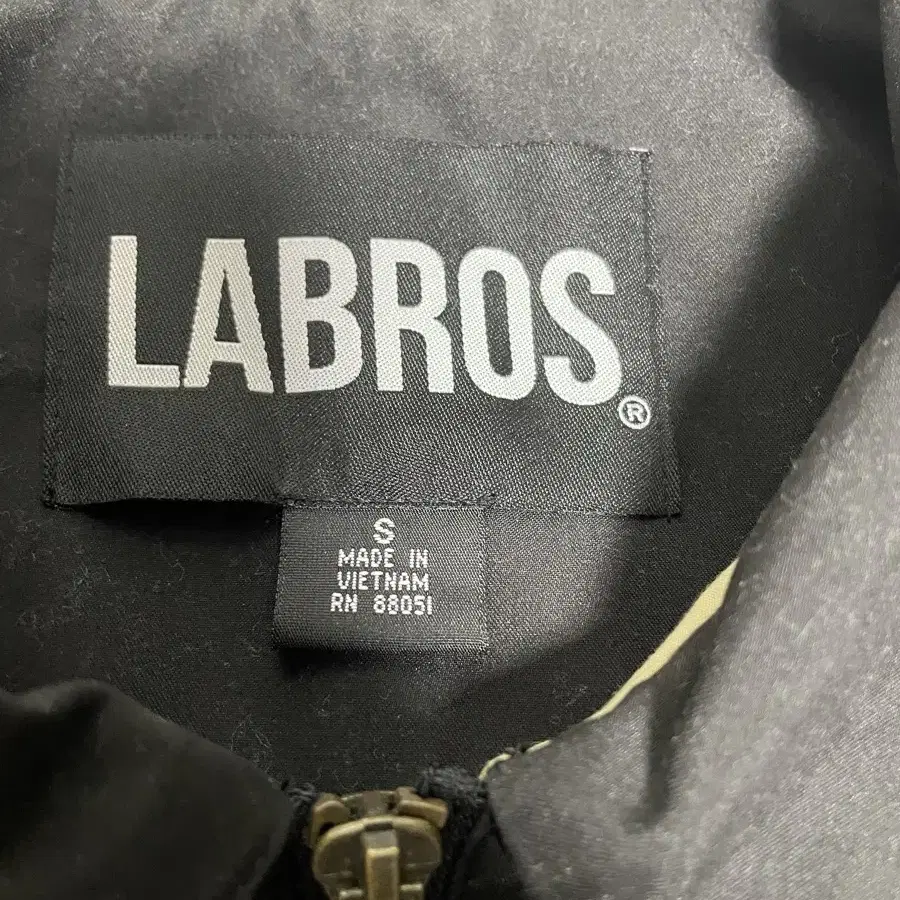 LABROS®
S
MADE IN
VIETNAM
RN 88051